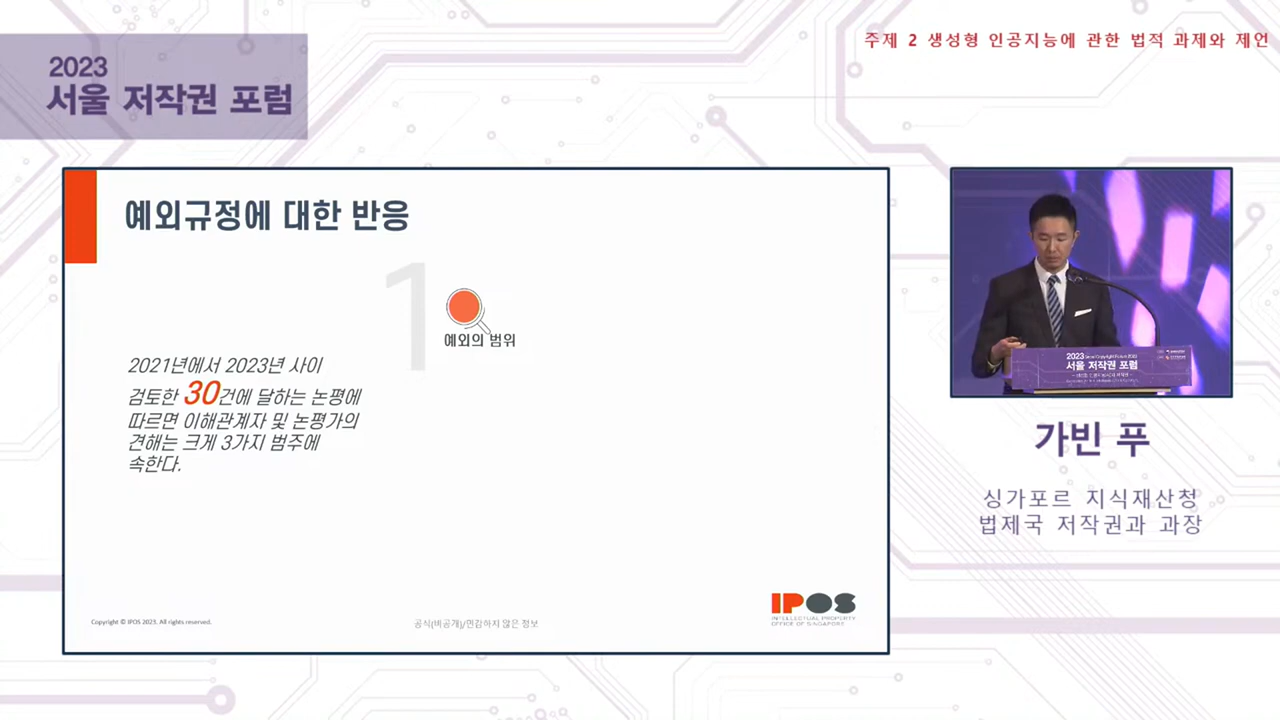 주제 2 생성형 인공지능에 관한 법적 과제와 제언
2023
서울 저작권 포럼
예외규정에 대한 반응
1
예외의 범위
2021년에서 2023년 사이
검토한 30건에 달하는 논평에
따르면 이해관계자 및 논평가의
견해는 크게 3가지 범주에
속한다.
Copyright © IPOS 2023. All rights reserved.
공식(비공개)/민감하지 않은 정보
IPOS
INTELLECTUAL PROPERTY
OFFICE OF SINGAPORE
2023 Seoul Copyright Forum 2023
서울 저작권 포럼
가빈 푸
싱가포르 지식재산청
법제국 저작권과 과장